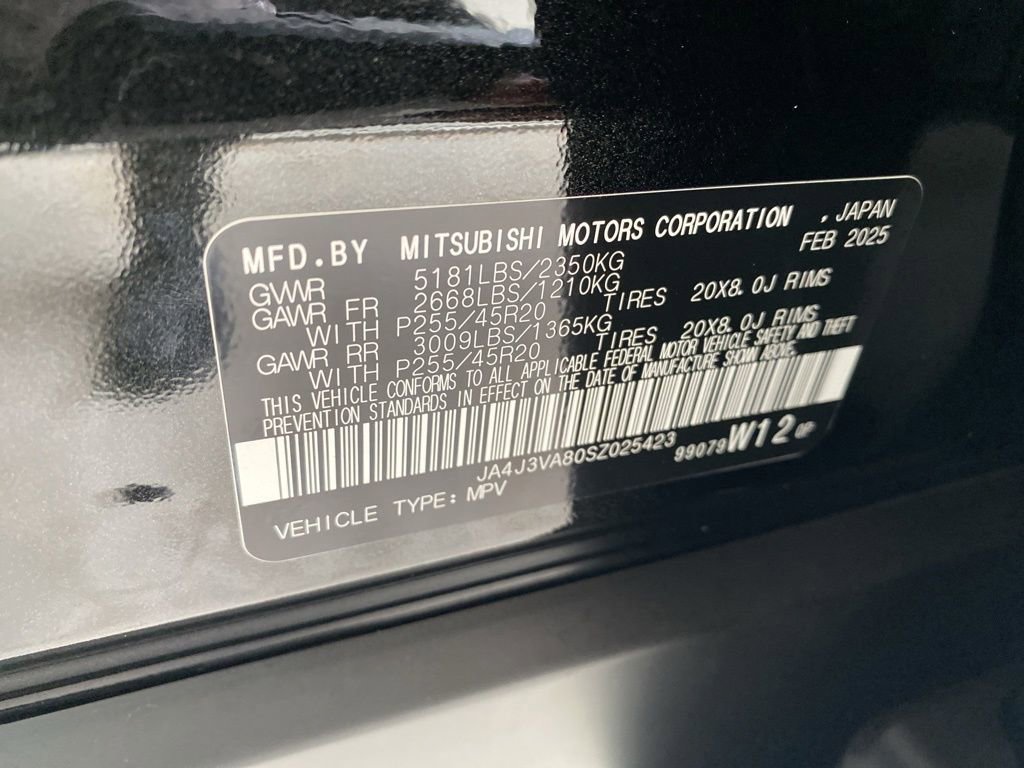 MFD.BY MITSUBISHI MOTORS CORPORATION , JAPAN
FEB 2025
GVWR 5181LBS/2350KG
GAWR FR 2668LBS/1210KG
WITH P255/45R20 TIRES 20X8.0J RIMS
GAWR RR 3009LBS/1365KG
WITH P255/45R20 TIRES 20X8.0J RIMS
THIS VEHICLE CONFORMS TO ALL APPLICABLE FEDERAL MOTOR VEHICLE SAFETY AND THEFT
PREVENTION STANDARDS IN EFFECT ON THE DATE OF MANUFACTURE SHOWN ABOVE.
JA4J3VA80SZ025423
99079W12
VEHICLE TYPE: MPV